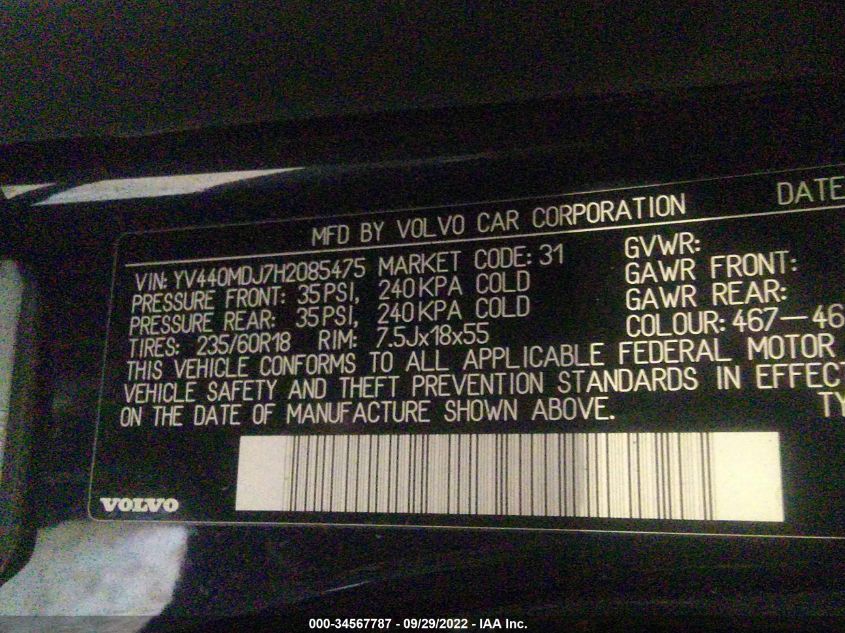 MFD BY VOLVO CAR CORPORATION DATE
VIN: YV440MDJ7H2085475 MARKET CODE: 31 GVWR:
PRESSURE FRONT: 35PSI, 240KPA COLD GAWR FRONT:
PRESSURE REAR: 35PSI, 240KPA COLD GAWR REAR:
TIRES: 235/60R18 RIM: 7.5Jx18x55 COLOUR: 467—46
THIS VEHICLE CONFORMS TO ALL APPLICABLE FEDERAL MOTOR
VEHICLE SAFETY AND THEFT PREVENTION STANDARDS IN EFFECT
ON THE DATE OF MANUFACTURE SHOWN ABOVE. TY
VOLVO
000-34567787 - 09/29/2022 - IAA Inc.